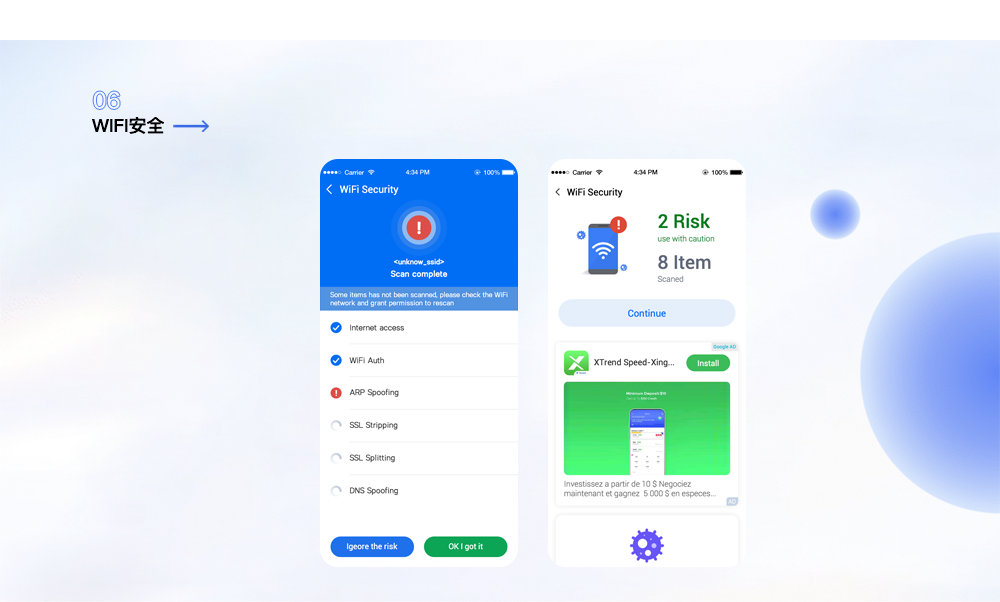 06
WIFI安全
Carrier 4:34 PM 100%
WiFi Security
<unknow_ssid>
Scan complete
Some items has not been scanned, please check the WiFi
network and grant permission to rescan
Internet access
WiFi Auth
ARP Spoofing
SSL Stripping
SSL Splitting
DNS Spoofing
Igeore the risk
OK I got it
Carrier 4:34 PM 100%
WiFi Security
2 Risk
use with caution
8 Item
Scaned
Continue
Google AD
XTrend Speed-Xing...
Install
Minimum Deposit $10
Investissez a partir de 10 $ Negociez
maintenant et gagnez 5 000 $ en especes...
AD